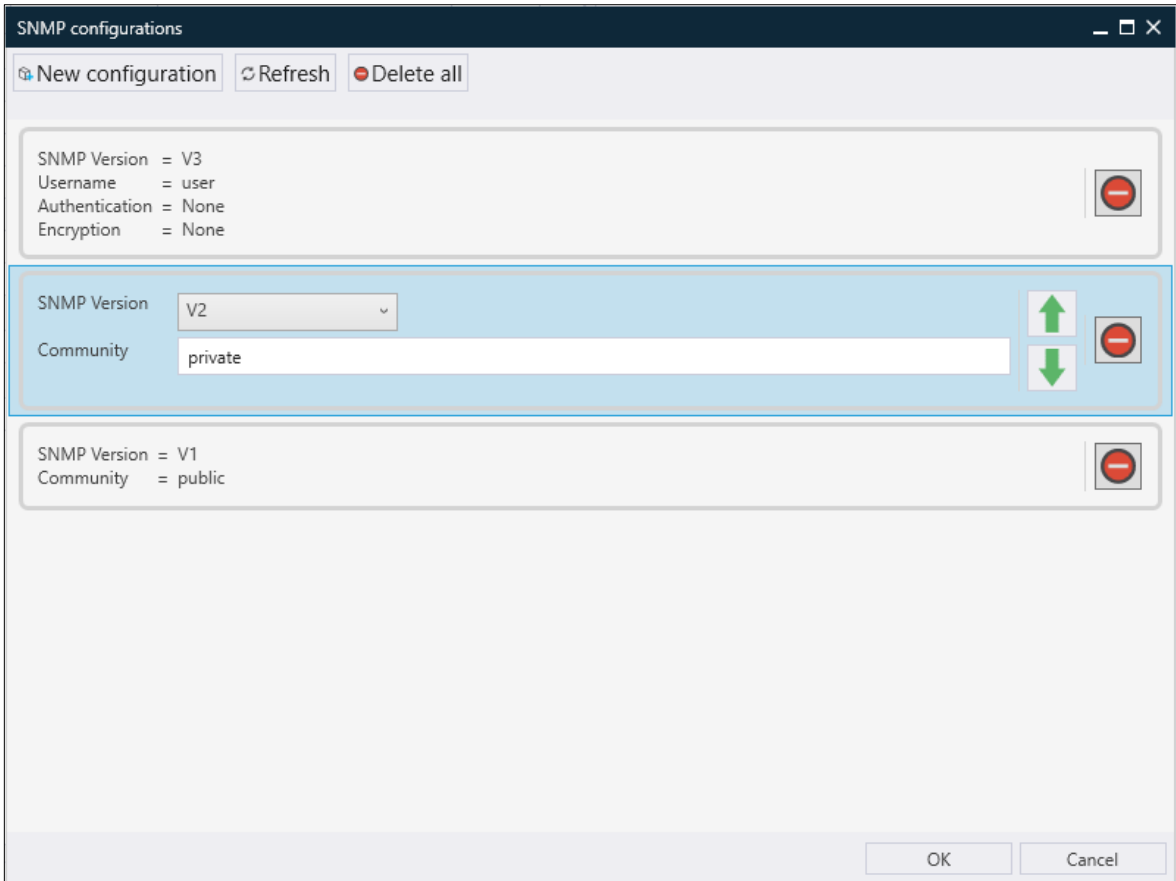 SNMP configurations
New configuration Refresh Delete all
SNMP Version = V3
Username = user
Authentication = None
Encryption = None
SNMP Version V2
Community private
SNMP Version = V1
Community = public
OK Cancel